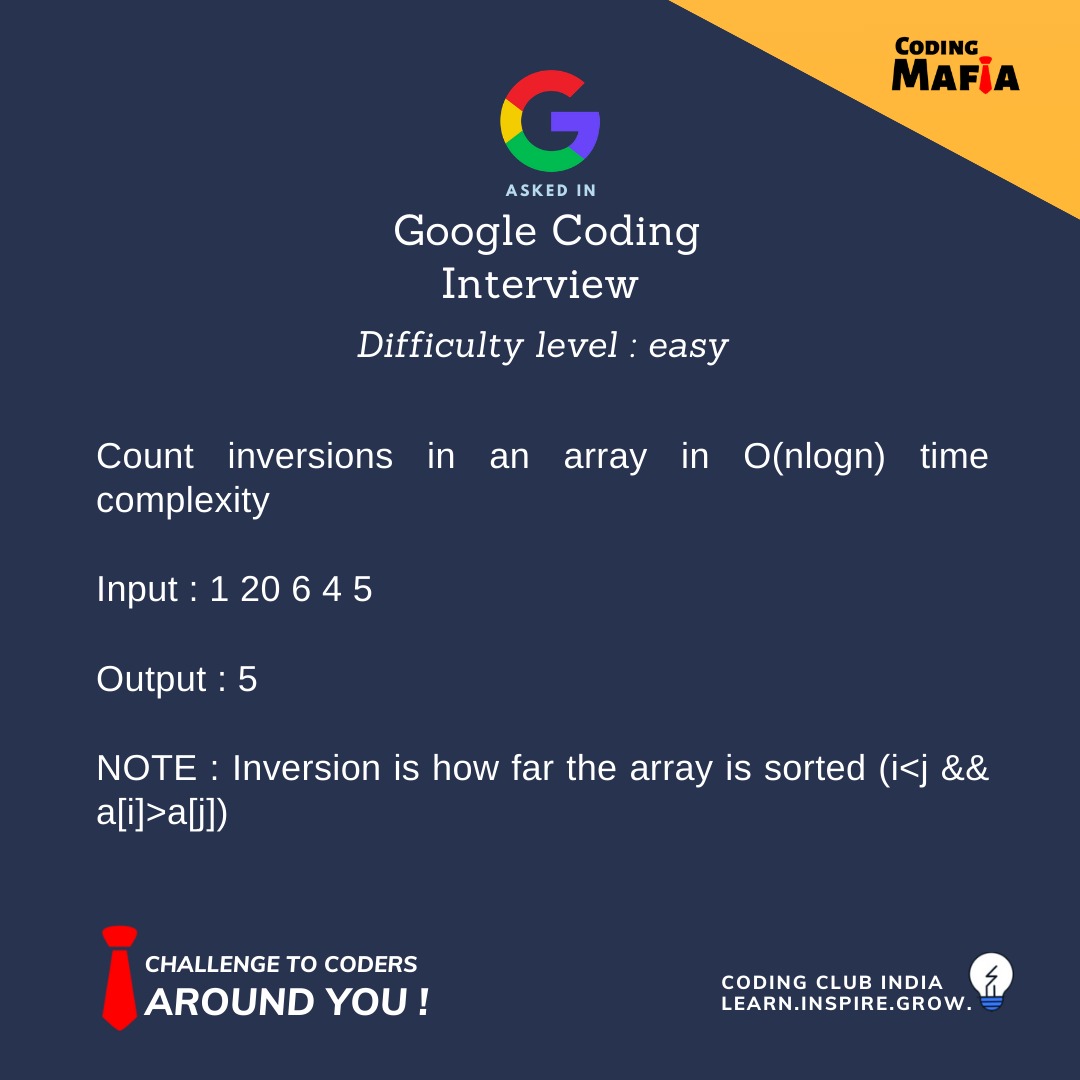 CODING
MAFIA
ASKED IN
Google Coding
Interview
Difficulty level : easy
Count inversions in an array in O(nlogn) time
complexity
Input : 1 20 6 4 5
Output : 5
NOTE : Inversion is how far the array is sorted (i<j &&
a[i]>a[j])
CHALLENGE TO CODERS
AROUND YOU !
CODING CLUB INDIA
LEARN.INSPIRE.GROW.